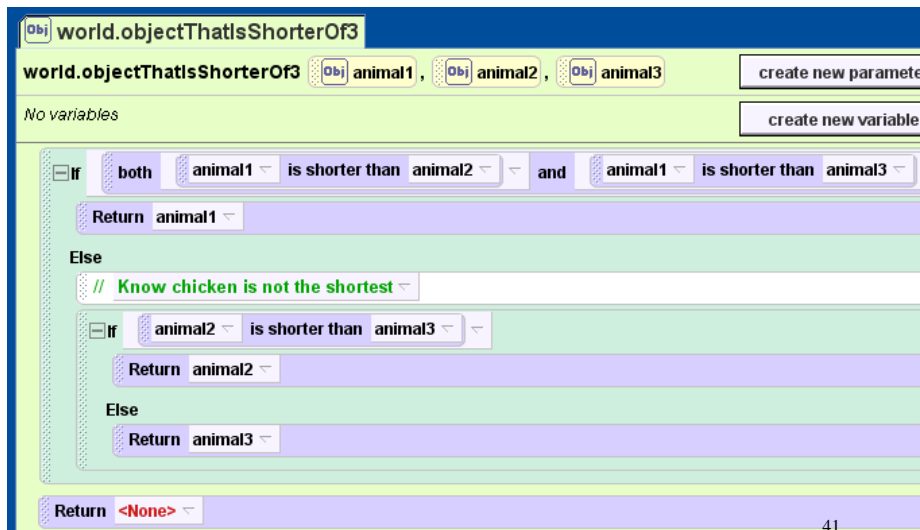 Obj world.objectThatIsShorterOf3
world.objectThatIsShorterOf3 Obj animal1 , Obj animal2 , Obj animal3 create new paramete
No variables create new variable
If both animal1 is shorter than animal2 and animal1 is shorter than animal3
Return animal1
Else
// Know chicken is not the shortest
If animal2 is shorter than animal3
Return animal2
Else
Return animal3
Return <None>
41